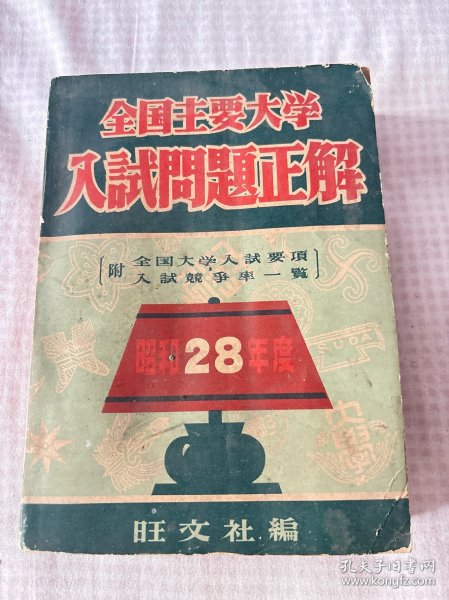 全国主要大学
入試問題正解
〔附 全国大学入試要項
入試競爭率一覧〕
昭和28年度
旺文社編
孔夫子旧书网
www.kongfz.com